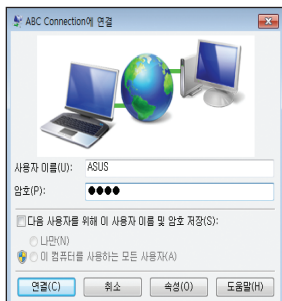 ABC Connection에 연결
사용자 이름(U): ASUS
암호(P): ●●●●
다음 사용자를 위해 이 사용자 이름 및 암호 저장(S):
나만(N)
이 컴퓨터를 사용하는 모든 사용자(A)
연결(C) 취소 속성(O) 도움말(H)